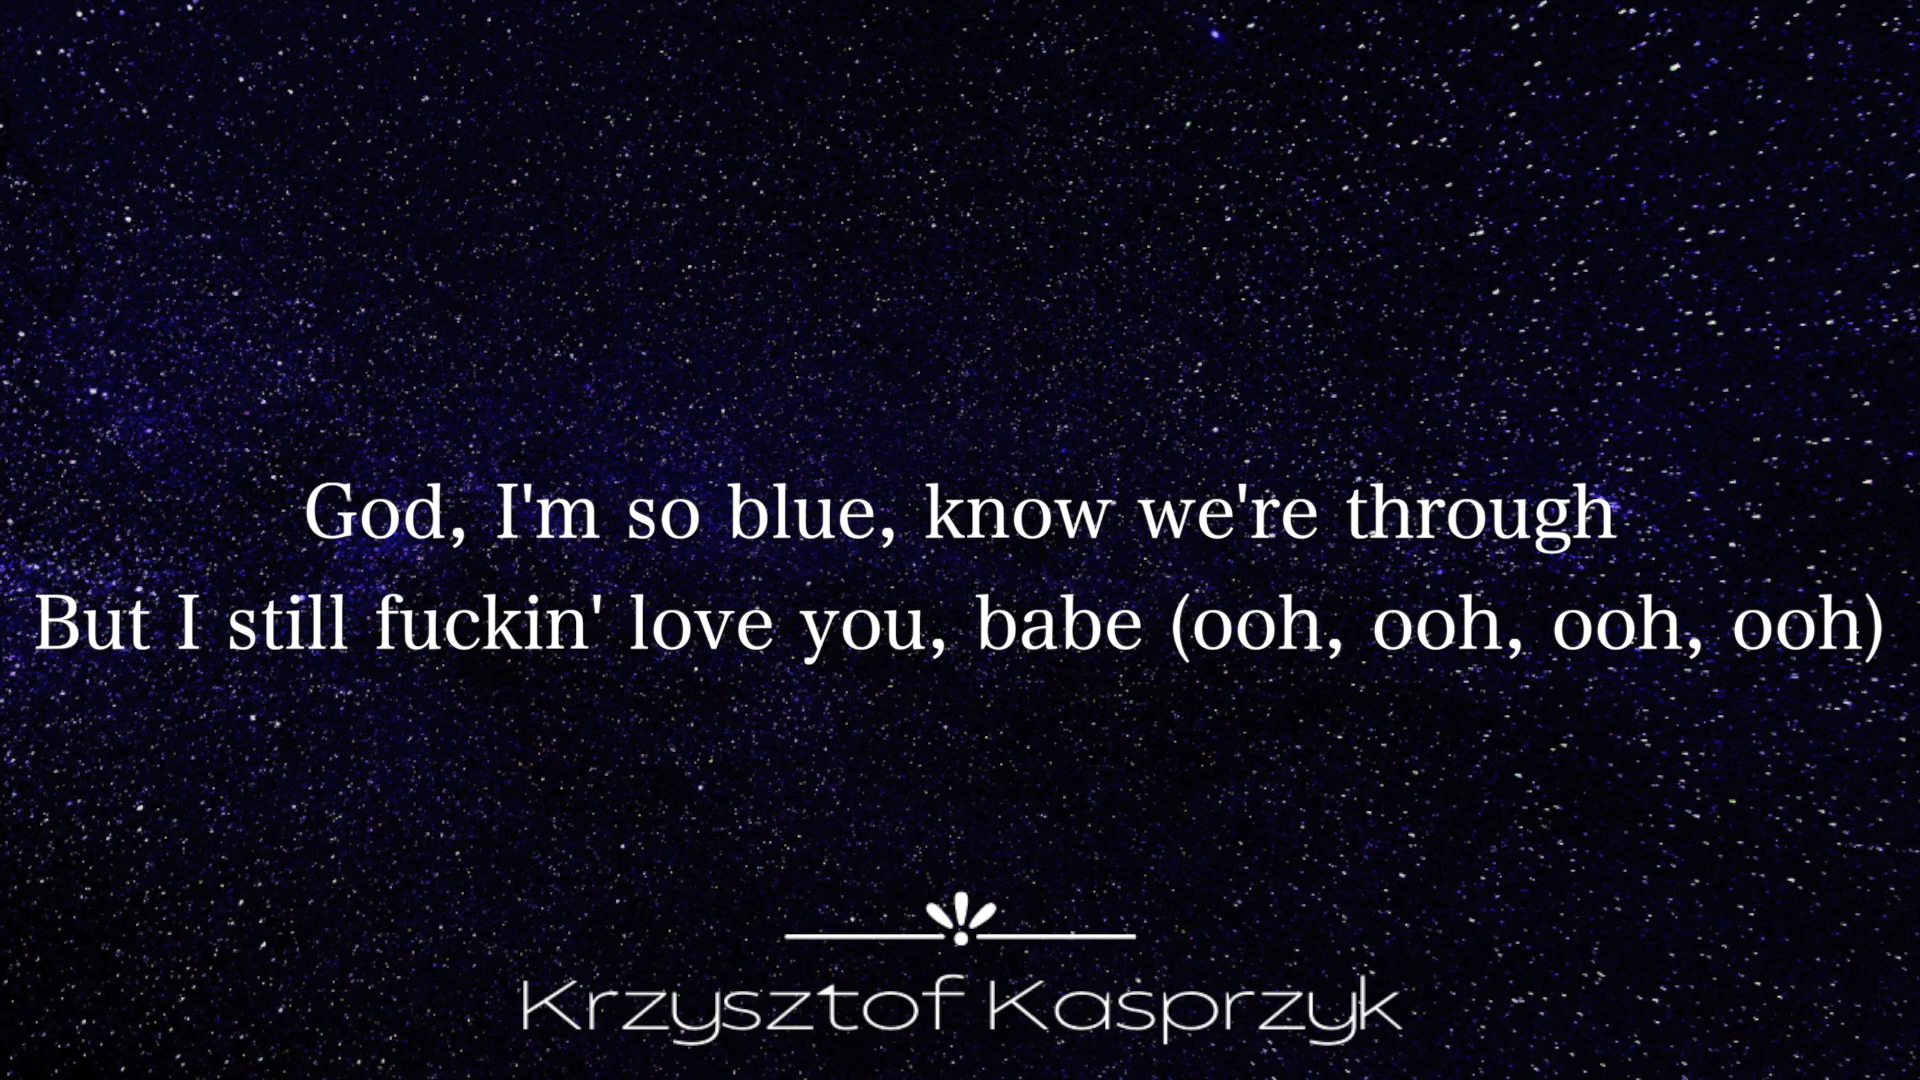 God, I'm so blue, know we're through
But I still fuckin' love you, babe (ooh, ooh, ooh, ooh)
Krzysztof Kasprzyk